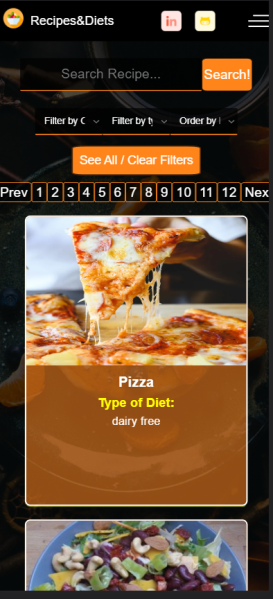 Recipes&Diets
in
Search Recipe...
Search!
Filter by Filter by Order by
See All / Clear Filters
Prev 1 2 3 4 5 6 7 8 9 10 11 12 Nex
Pizza
Type of Diet:
dairy free